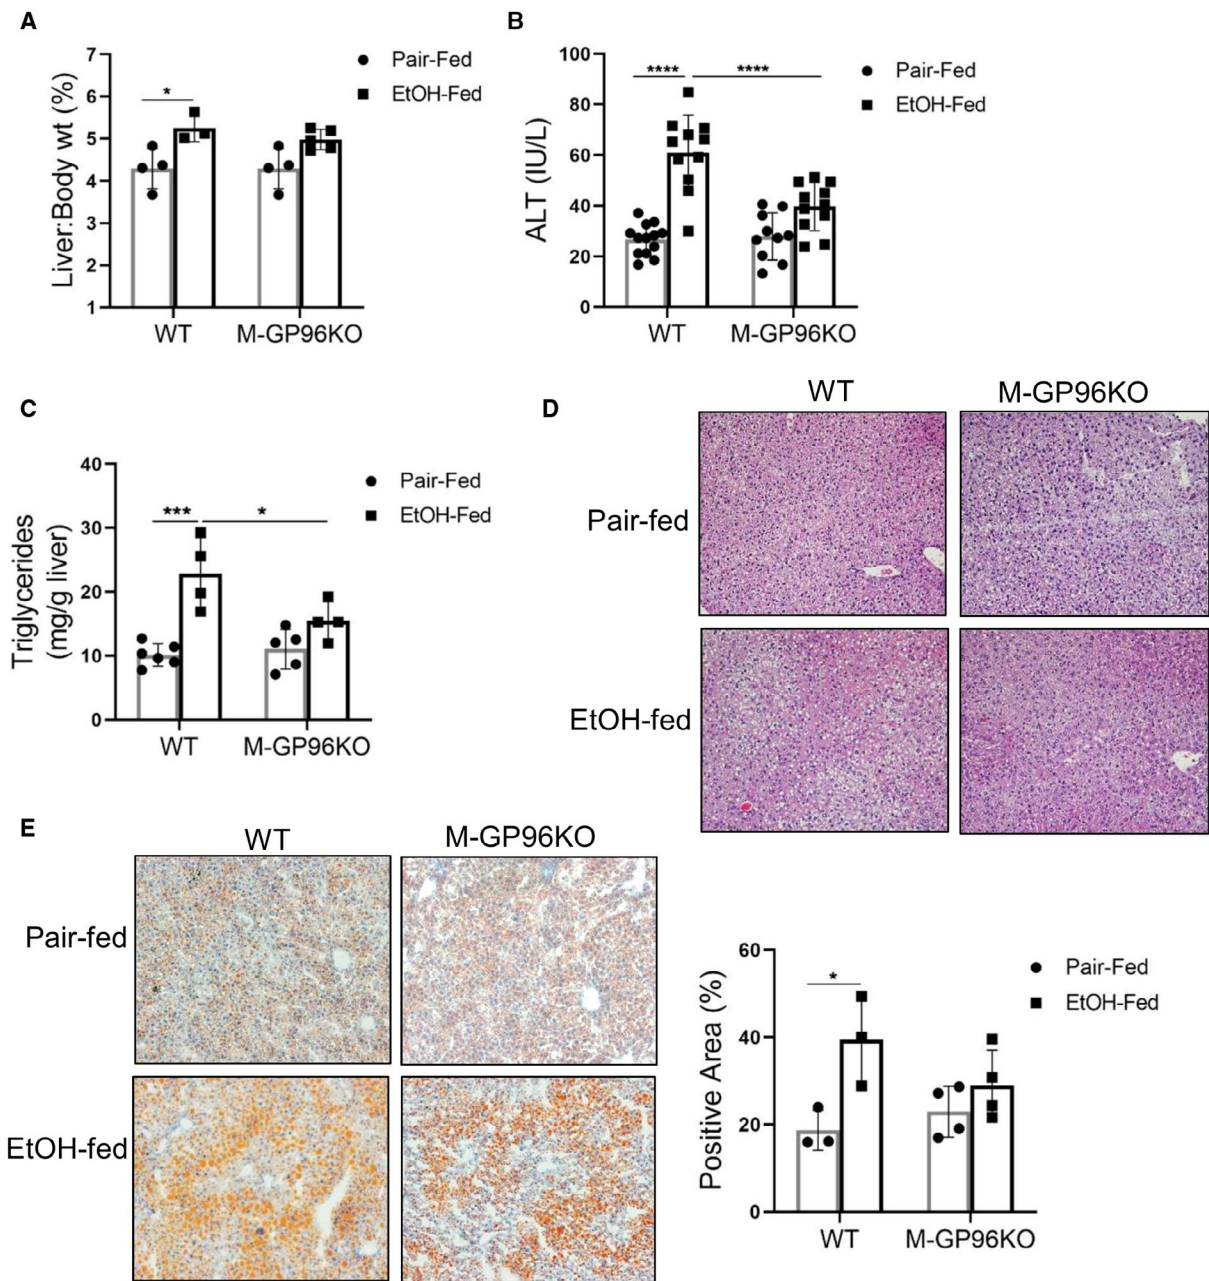 A
Liver:Body wt (%)
7
6
5
4
3
2
1
*
Pair-Fed
EtOH-Fed
WT
M-GP96KO
B
ALT (IU/L)
100
80
60
40
20
0
****
****
Pair-Fed
EtOH-Fed
WT
M-GP96KO
C
Triglycerides
(mg/g liver)
40
30
20
10
0
***
*
Pair-Fed
EtOH-Fed
WT
M-GP96KO
D
WT
M-GP96KO
Pair-fed
EtOH-fed
E
WT
M-GP96KO
Pair-fed
EtOH-fed
Positive Area (%)
60
40
20
0
*
Pair-Fed
EtOH-Fed
WT
M-GP96KO